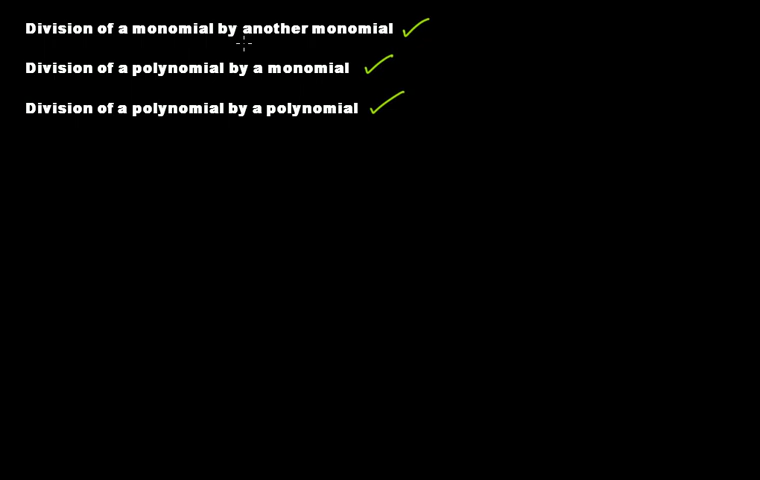 Division of a monomial by another monomial
Division of a polynomial by a monomial
Division of a polynomial by a polynomial